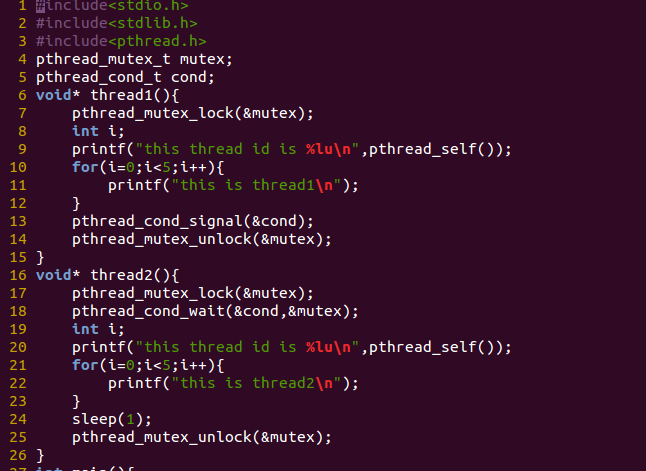 1 #include<stdio.h>
2 #include<stdlib.h>
3 #include<pthread.h>
4 pthread_mutex_t mutex;
5 pthread_cond_t cond;
6 void* thread1(){
7     pthread_mutex_lock(&mutex);
8     int i;
9     printf("this thread id is %lu\n",pthread_self());
10     for(i=0;i<5;i++){
11         printf("this is thread1\n");
12     }
13     pthread_cond_signal(&cond);
14     pthread_mutex_unlock(&mutex);
15 }
16 void* thread2(){
17     pthread_mutex_lock(&mutex);
18     pthread_cond_wait(&cond,&mutex);
19     int i;
20     printf("this thread id is %lu\n",pthread_self());
21     for(i=0;i<5;i++){
22         printf("this is thread2\n");
23     }
24     sleep(1);
25     pthread_mutex_unlock(&mutex);
26 }
27 int main(){